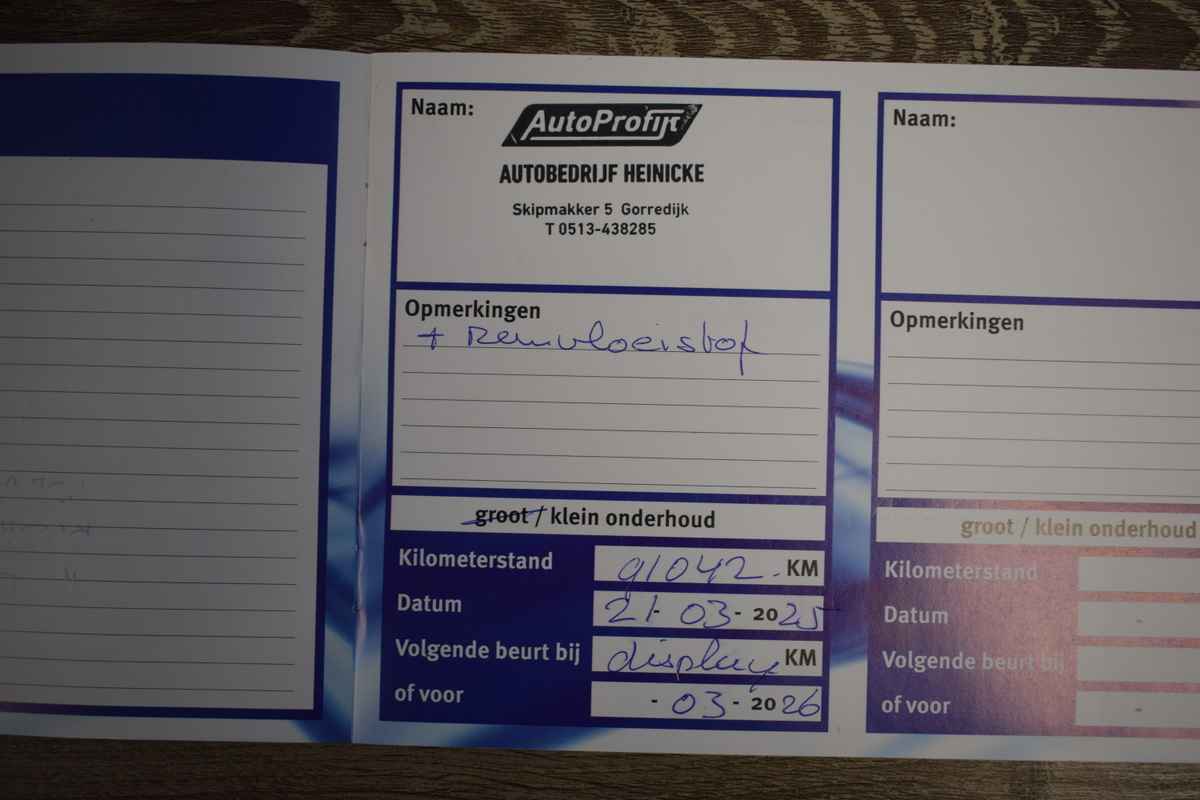 Naam:
AutoProfijt
AUTOBEDRIJF HEINICKE
Skipmakker 5 Gorredijk
T 0513-438285
Opmerkingen
+ Remvloeistof
groot / klein onderhoud
Kilometerstand 91042. KM
Datum 21-03-2025
Volgende beurt bij display KM
of voor -03-2026
Naam:
Opmerkingen
groot / klein onderhoud
Kilometerstand
Datum -
Volgende beurt bij
of voor -